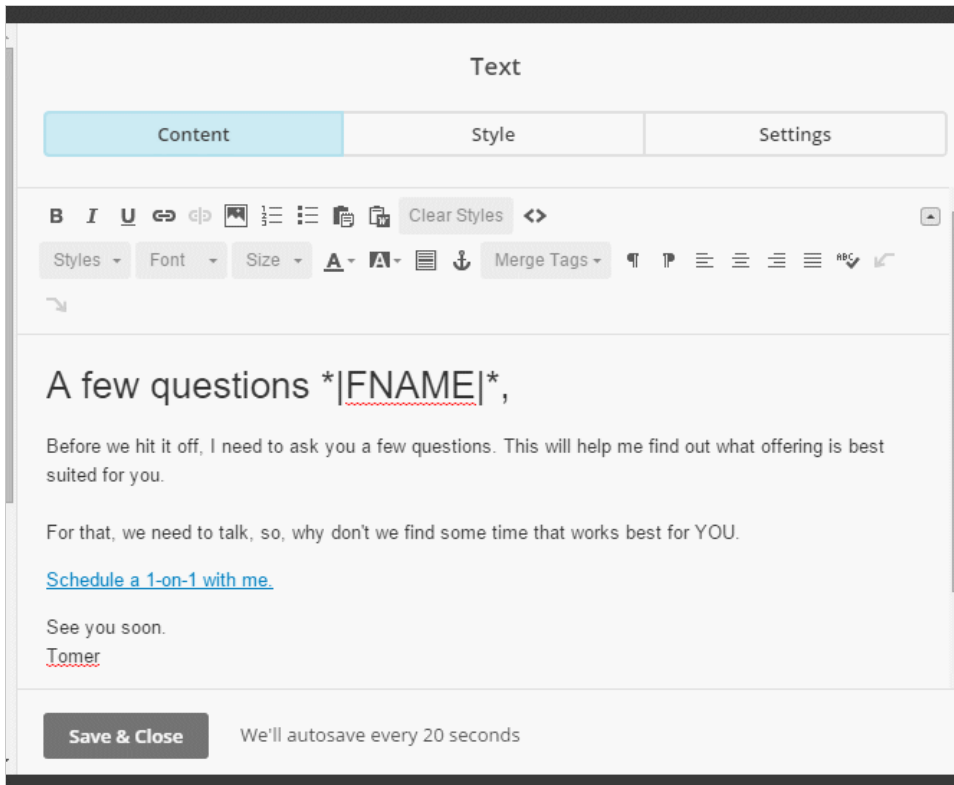 Text
Content Style Settings
B I U Clear Styles
Styles Font Size A A Merge Tags ABC
A few questions *|FNAME|*,
Before we hit it off, I need to ask you a few questions. This will help me find out what offering is best
suited for you.
For that, we need to talk, so, why don't we find some time that works best for YOU.
Schedule a 1-on-1 with me.
See you soon.
Tomer
Save & Close We'll autosave every 20 seconds